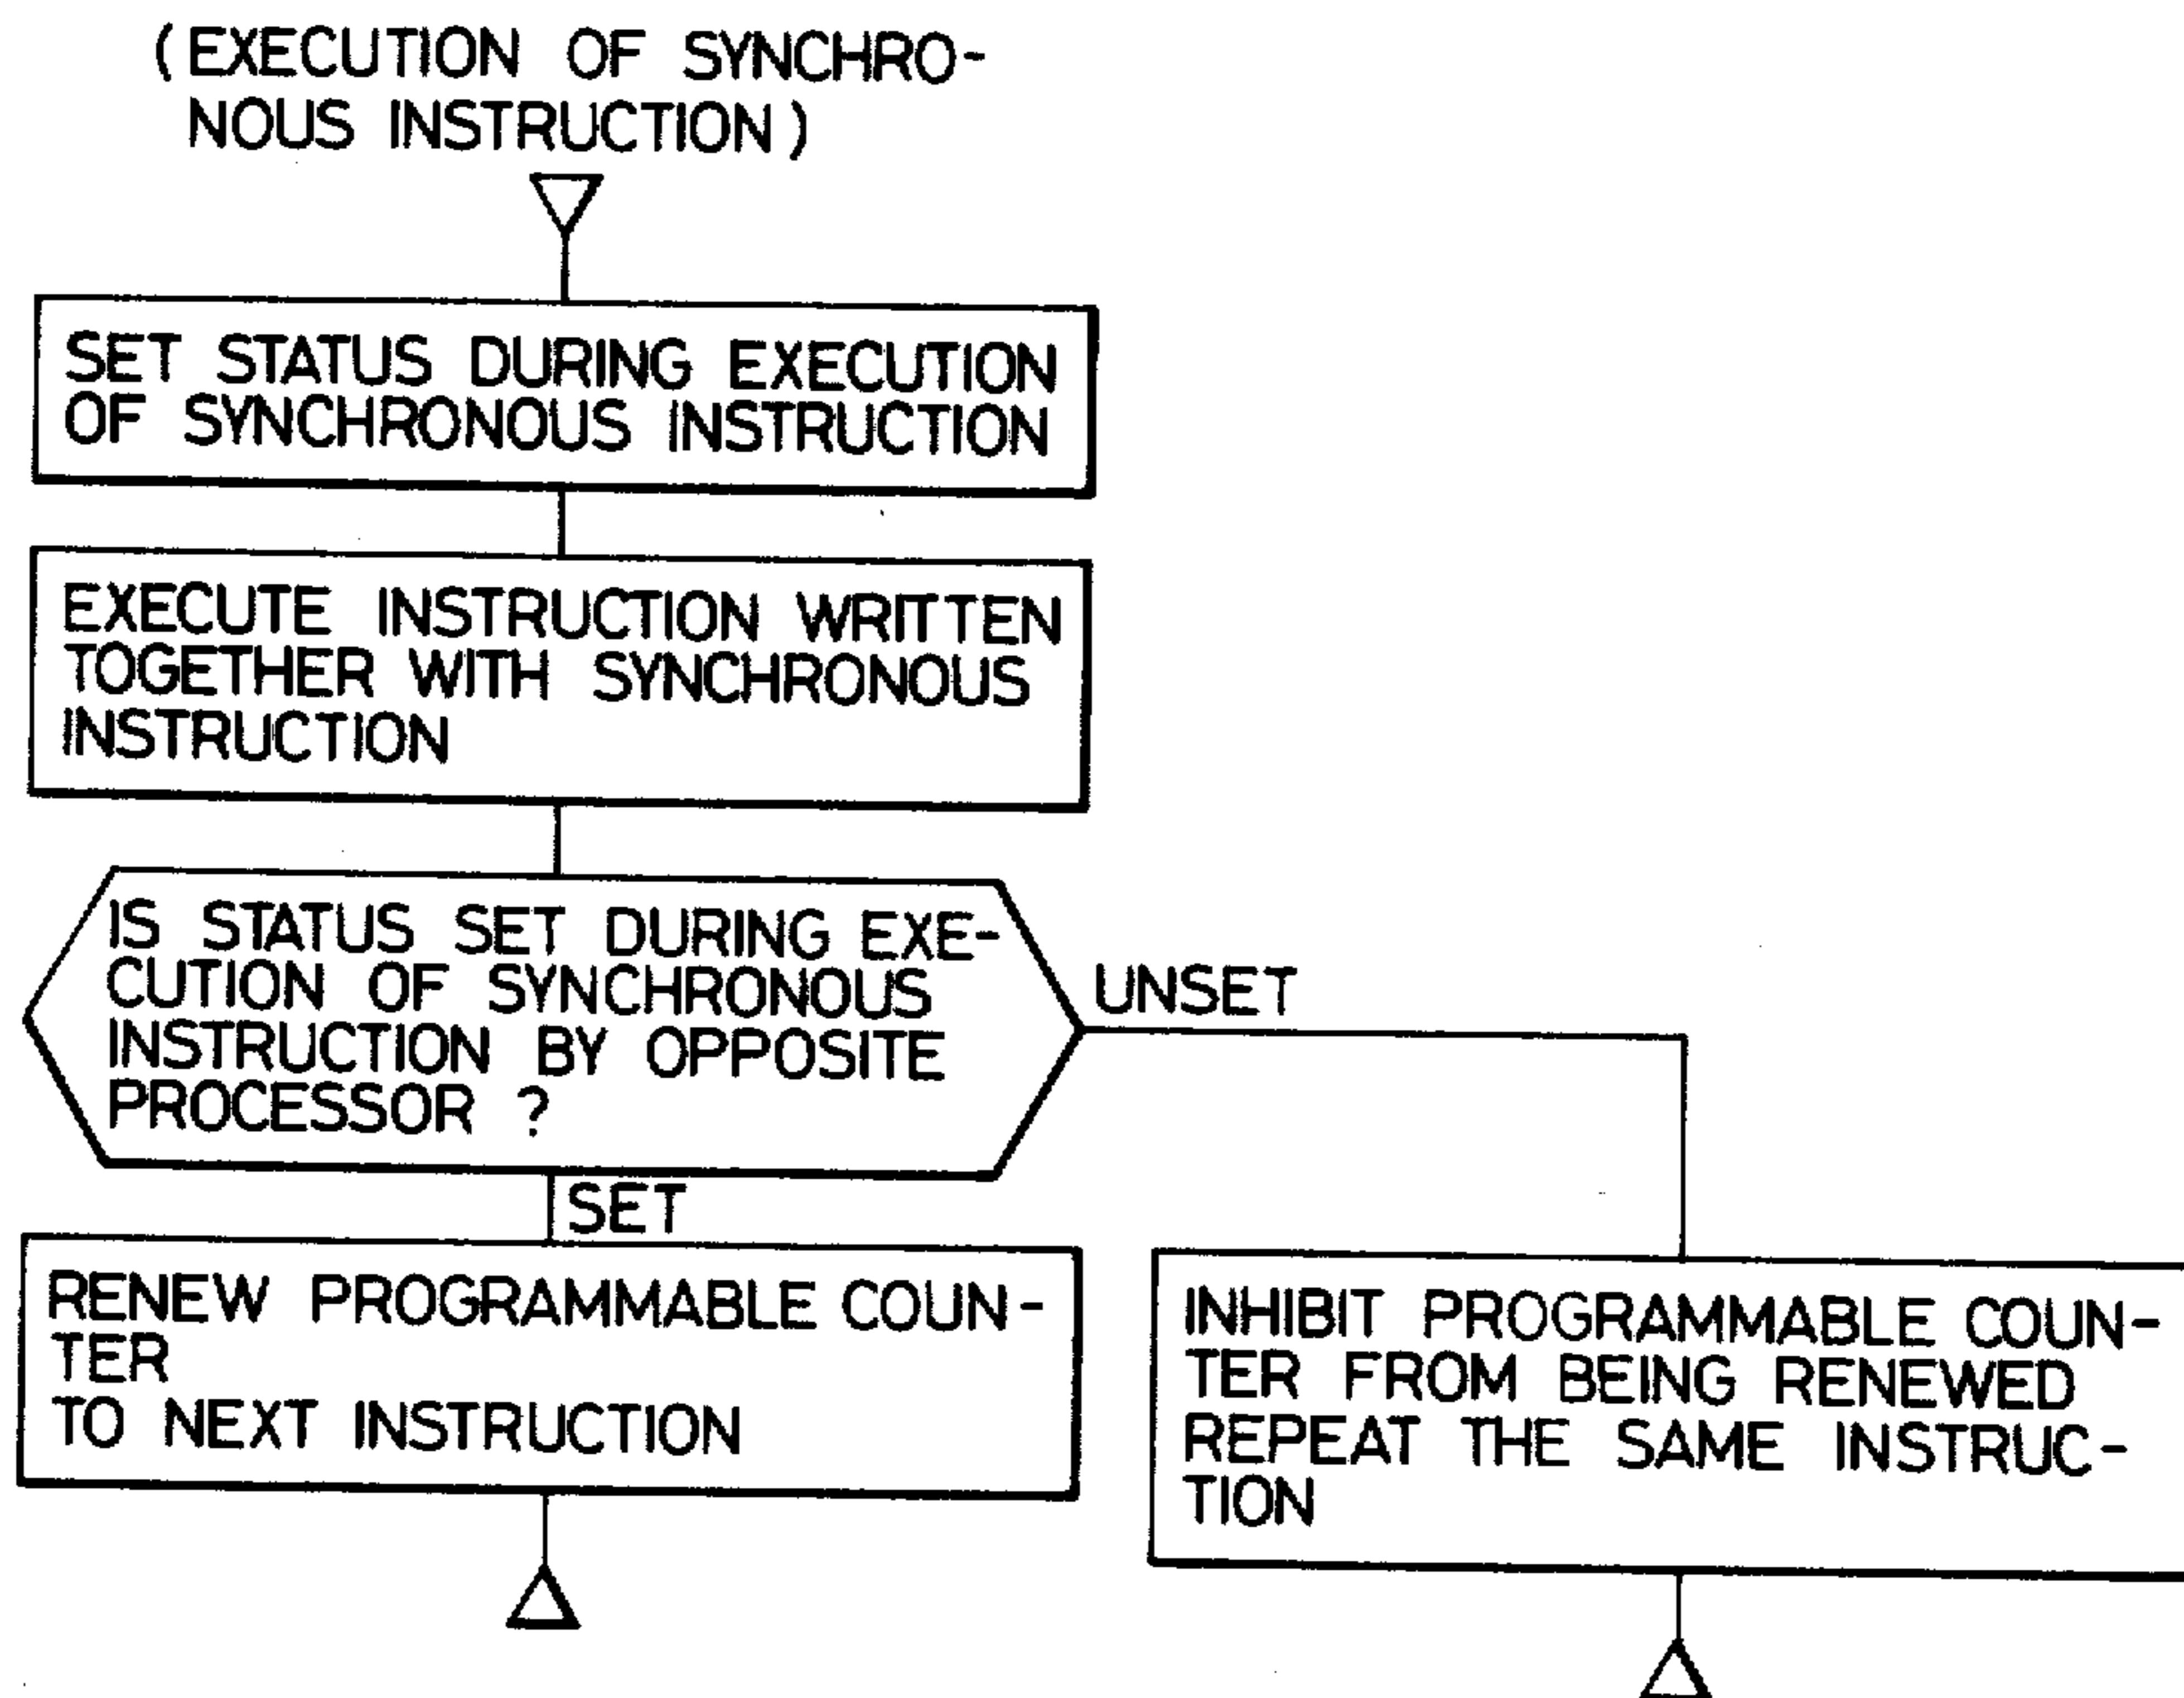 (EXECUTION OF SYNCHRO-
NOUS INSTRUCTION)
SET STATUS DURING EXECUTION
OF SYNCHRONOUS INSTRUCTION
EXECUTE INSTRUCTION WRITTEN
TOGETHER WITH SYNCHRONOUS
INSTRUCTION
IS STATUS SET DURING EXE-
CUTION OF SYNCHRONOUS
INSTRUCTION BY OPPOSITE
PROCESSOR ?
UNSET
SET
RENEW PROGRAMMABLE COUN-
TER
TO NEXT INSTRUCTION
INHIBIT PROGRAMMABLE COUN-
TER FROM BEING RENEWED
REPEAT THE SAME INSTRUC-
TION